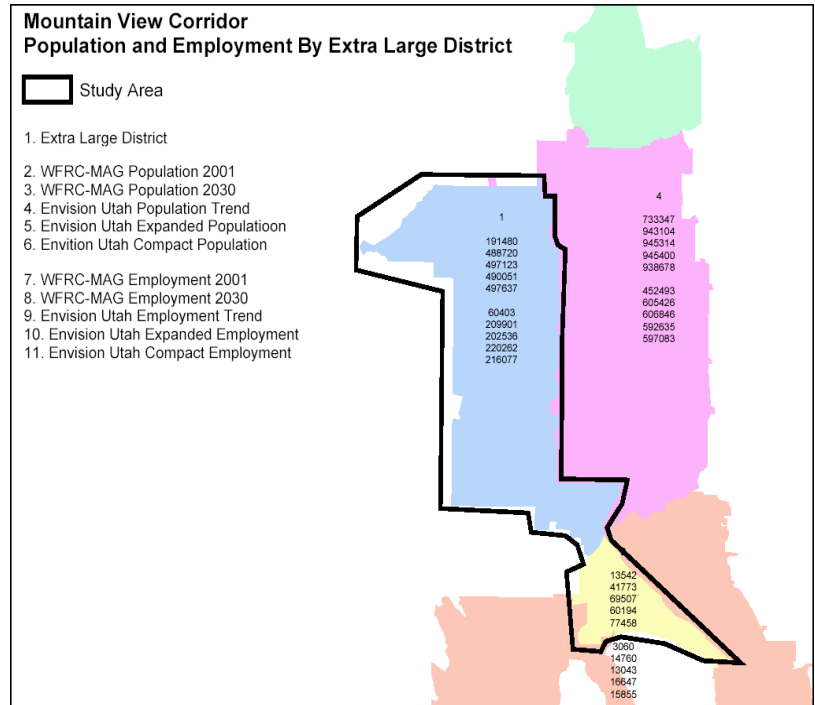 Mountain View Corridor
Population and Employment By Extra Large District
Study Area
1. Extra Large District
2. WFRC-MAG Population 2001
3. WFRC-MAG Population 2030
4. Envision Utah Population Trend
5. Envision Utah Expanded Populatioon
6. Envition Utah Compact Population
7. WFRC-MAG Employment 2001
8. WFRC-MAG Employment 2030
9. Envision Utah Employment Trend
10. Envision Utah Expanded Employment
11. Envision Utah Compact Employment
1
191480
488720
497123
490051
497637
60403
209901
202536
220262
216077
4
733347
943104
945314
945400
938678
452493
605426
606846
592635
597083
13542
41773
69507
60194
77458
3060
14760
13043
16647
15855